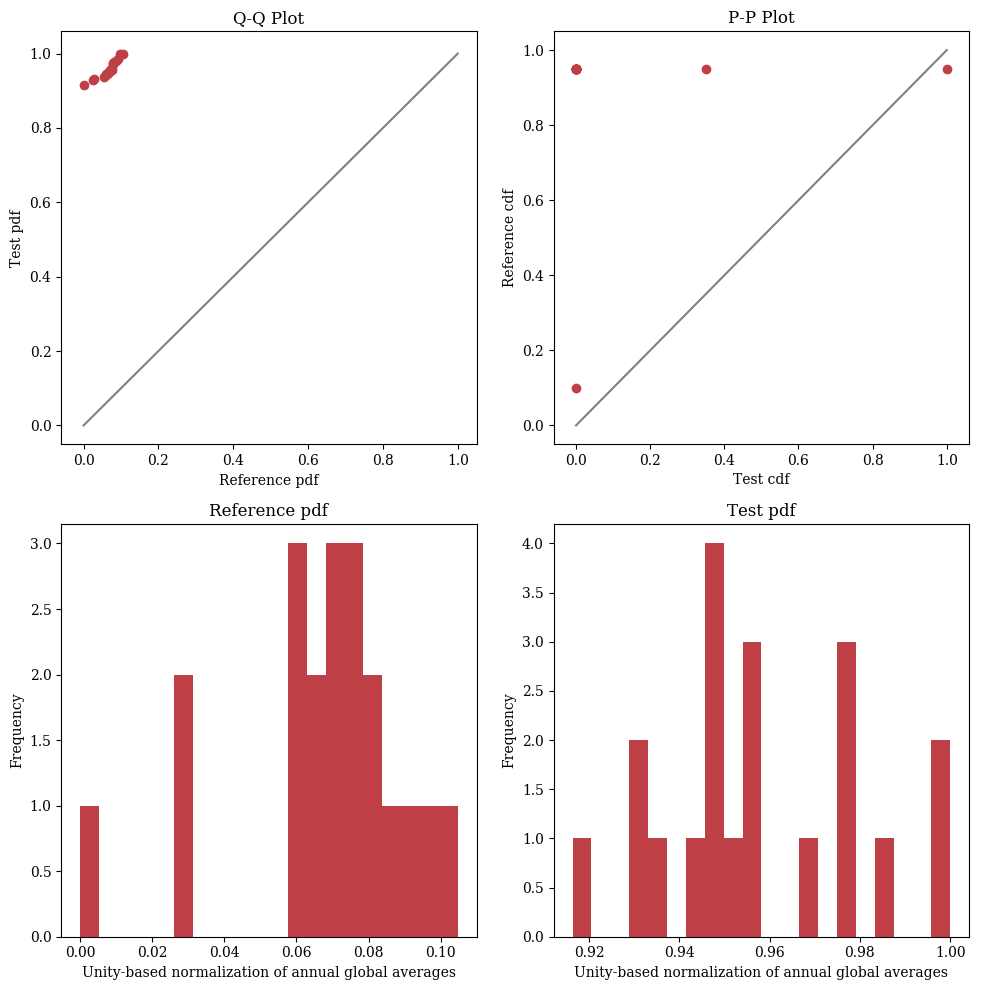 Q-Q Plot
1.0
0.8
0.6
0.4
0.2
0.0
Test pdf
0.0 0.2 0.4 0.6 0.8 1.0
Reference pdf
P-P Plot
1.0
0.8
0.6
0.4
0.2
0.0
Reference cdf
0.0 0.2 0.4 0.6 0.8 1.0
Test cdf
Reference pdf
3.0
2.5
2.0
1.5
1.0
0.5
0.0
Frequency
0.00 0.02 0.04 0.06 0.08 0.10
Unity-based normalization of annual global averages
Test pdf
4.0
3.5
3.0
2.5
2.0
1.5
1.0
0.5
0.0
Frequency
0.92 0.94 0.96 0.98 1.00
Unity-based normalization of annual global averages